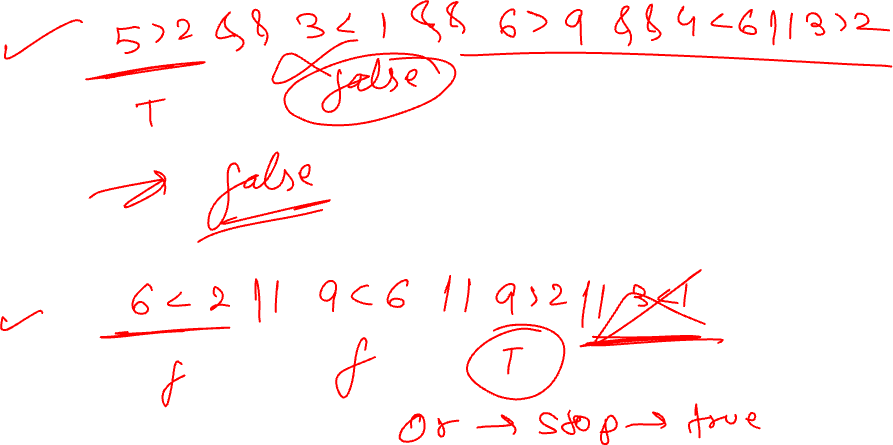 5>2 && 3<1 && 6>9 && 4<6||3>2
T false
→ false
6<2 || 9<6 || 9>2 || 3<1
f f T
Or → stop → true